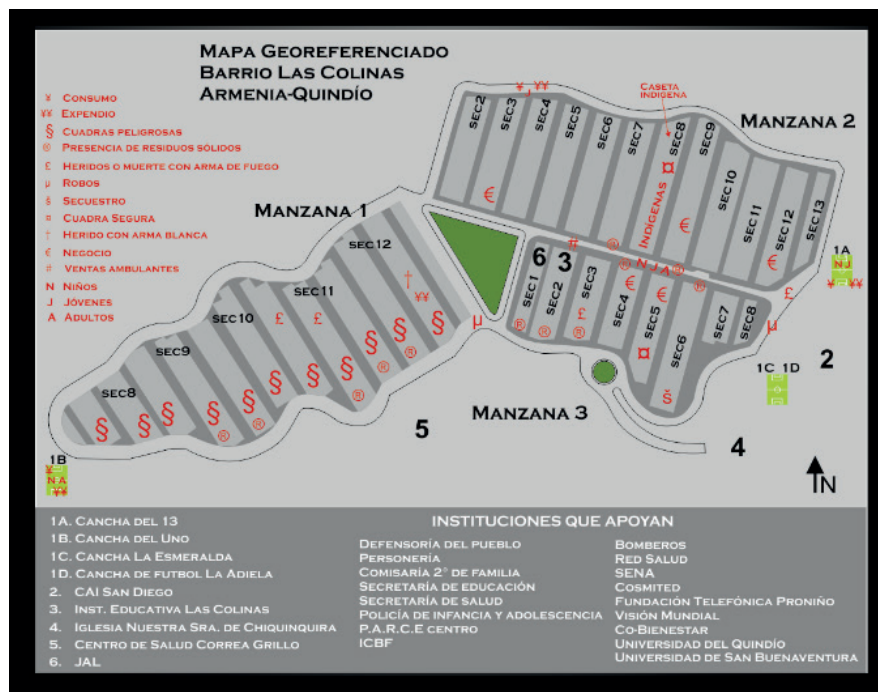 Mapa Georeferenciado
Barrio Las Colinas
Armenia-Quindío
¥ Consumo
¥¥ Expendio
§ Cuadras peligrosas
® Presencia de residuos sólidos
£ Heridos o muerte con arma de fuego
µ Robos
š Secuestro
¤ Cuadra Segura
† Herido con arma blanca
€ Negocio
# Ventas ambulantes
N Niños
J Jóvenes
A Adultos
Manzana 1
SEC8
SEC9
SEC10
SEC11
SEC12
Manzana 2
Caseta
indígena
SEC2
SEC3
SEC4
SEC5
SEC6
SEC7
SEC8
SEC9
SEC10
SEC11
SEC12
SEC13
Indígenas
N J A
6
3
SEC1
SEC2
SEC3
SEC4
SEC5
SEC6
SEC7
SEC8
Manzana 3
1A
N J
2
1C 1D
4
5
1B
N A
N
1A. Cancha del 13
1B. Cancha del Uno
1C. Cancha La Esmeralda
1D. Cancha de futbol La Adiela
2. CAI San Diego
3. Inst. Educativa Las Colinas
4. Iglesia Nuestra Sra. de Chiquinquira
5. Centro de Salud Correa Grillo
6. JAL
INSTITUCIONES QUE APOYAN
Defensoría del pueblo
Personería
Comisaría 2° de familia
Secretaría de educación
Secretaría de salud
Policía de infancia y adolescencia
P.A.R.C.E centro
ICBF
Bomberos
Red Salud
SENA
Cosmited
Fundación Telefónica Proniño
Visión Mundial
Co-Bienestar
Universidad del Quindío
Universidad de San Buenaventura